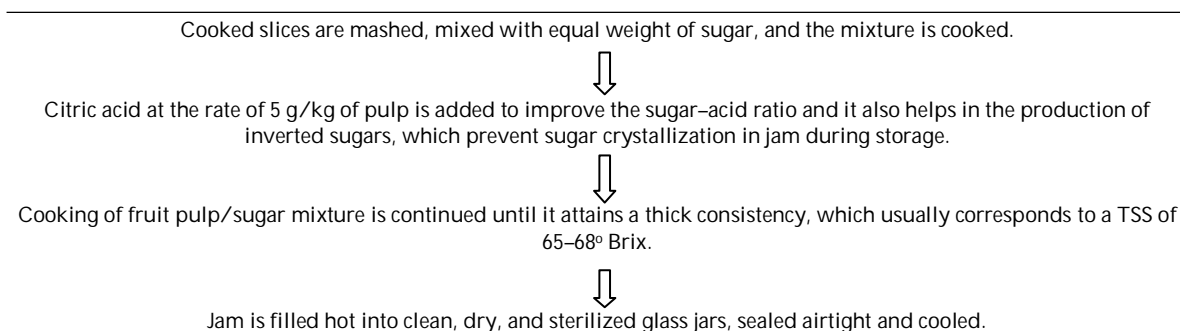 Cooked slices are mashed, mixed with equal weight of sugar, and the mixture is cooked.
Citric acid at the rate of 5 g/kg of pulp is added to improve the sugar–acid ratio and it also helps in the production of
inverted sugars, which prevent sugar crystallization in jam during storage.
Cooking of fruit pulp/sugar mixture is continued until it attains a thick consistency, which usually corresponds to a TSS of
65–68º Brix.
Jam is filled hot into clean, dry, and sterilized glass jars, sealed airtight and cooled.